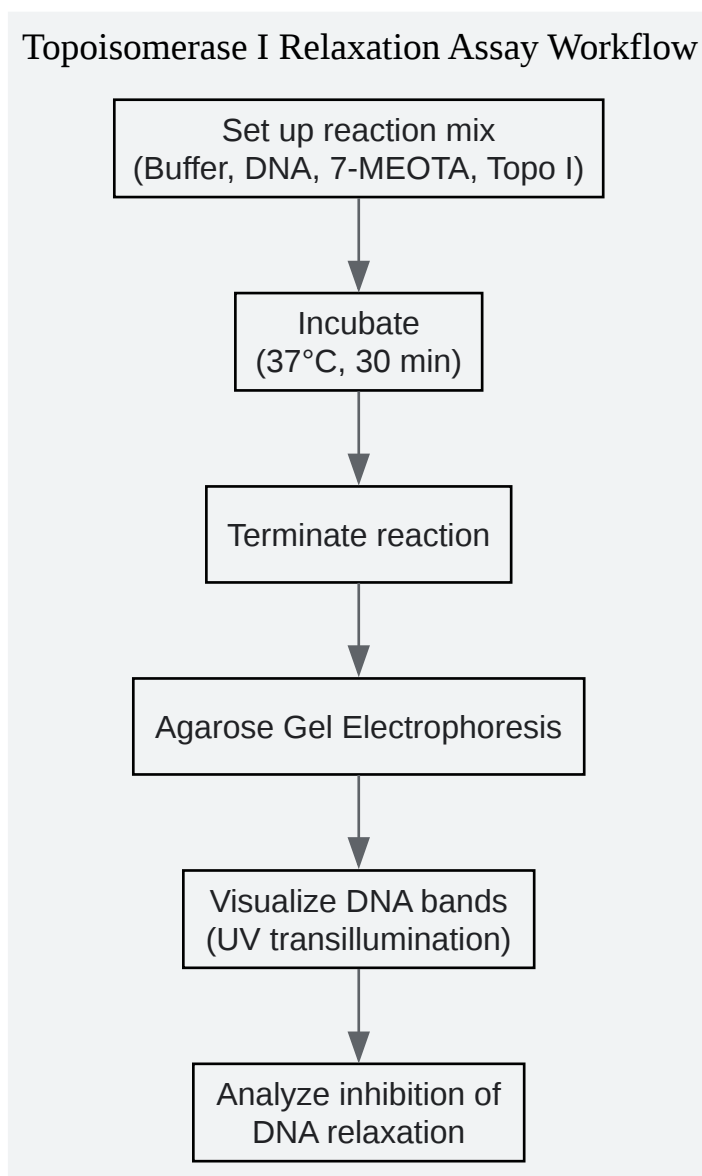 Topoisomerase I Relaxation Assay Workflow
Set up reaction mix
(Buffer, DNA, 7-MEOTA, Topo I)
Incubate
(37°C, 30 min)
Terminate reaction
Agarose Gel Electrophoresis
Visualize DNA bands
(UV transillumination)
Analyze inhibition of
DNA relaxation